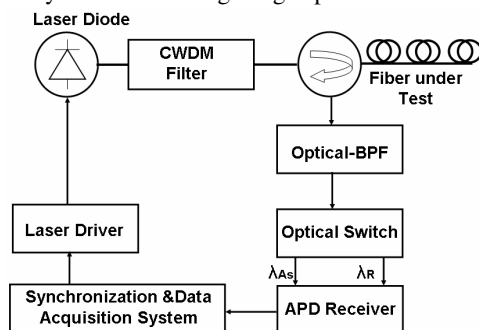 Laser Diode
CWDM
Filter
Fiber under
Test
Optical-BPF
Laser Driver
Optical Switch
λAs
λR
Synchronization &Data
Acquisition System
APD Receiver